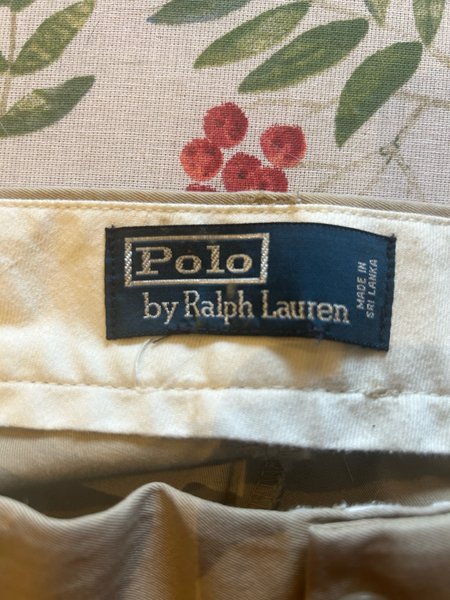 Polo
by Ralph Lauren
MADE IN
SRI LANKA